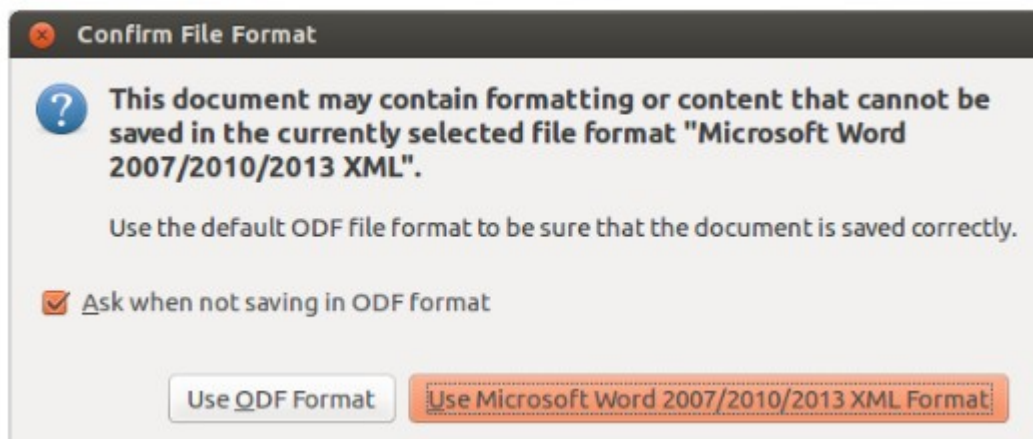 Confirm File Format
This document may contain formatting or content that cannot be
saved in the currently selected file format "Microsoft Word
2007/2010/2013 XML".
Use the default ODF file format to be sure that the document is saved correctly.
Ask when not saving in ODF format
Use ODF Format
Use Microsoft Word 2007/2010/2013 XML Format